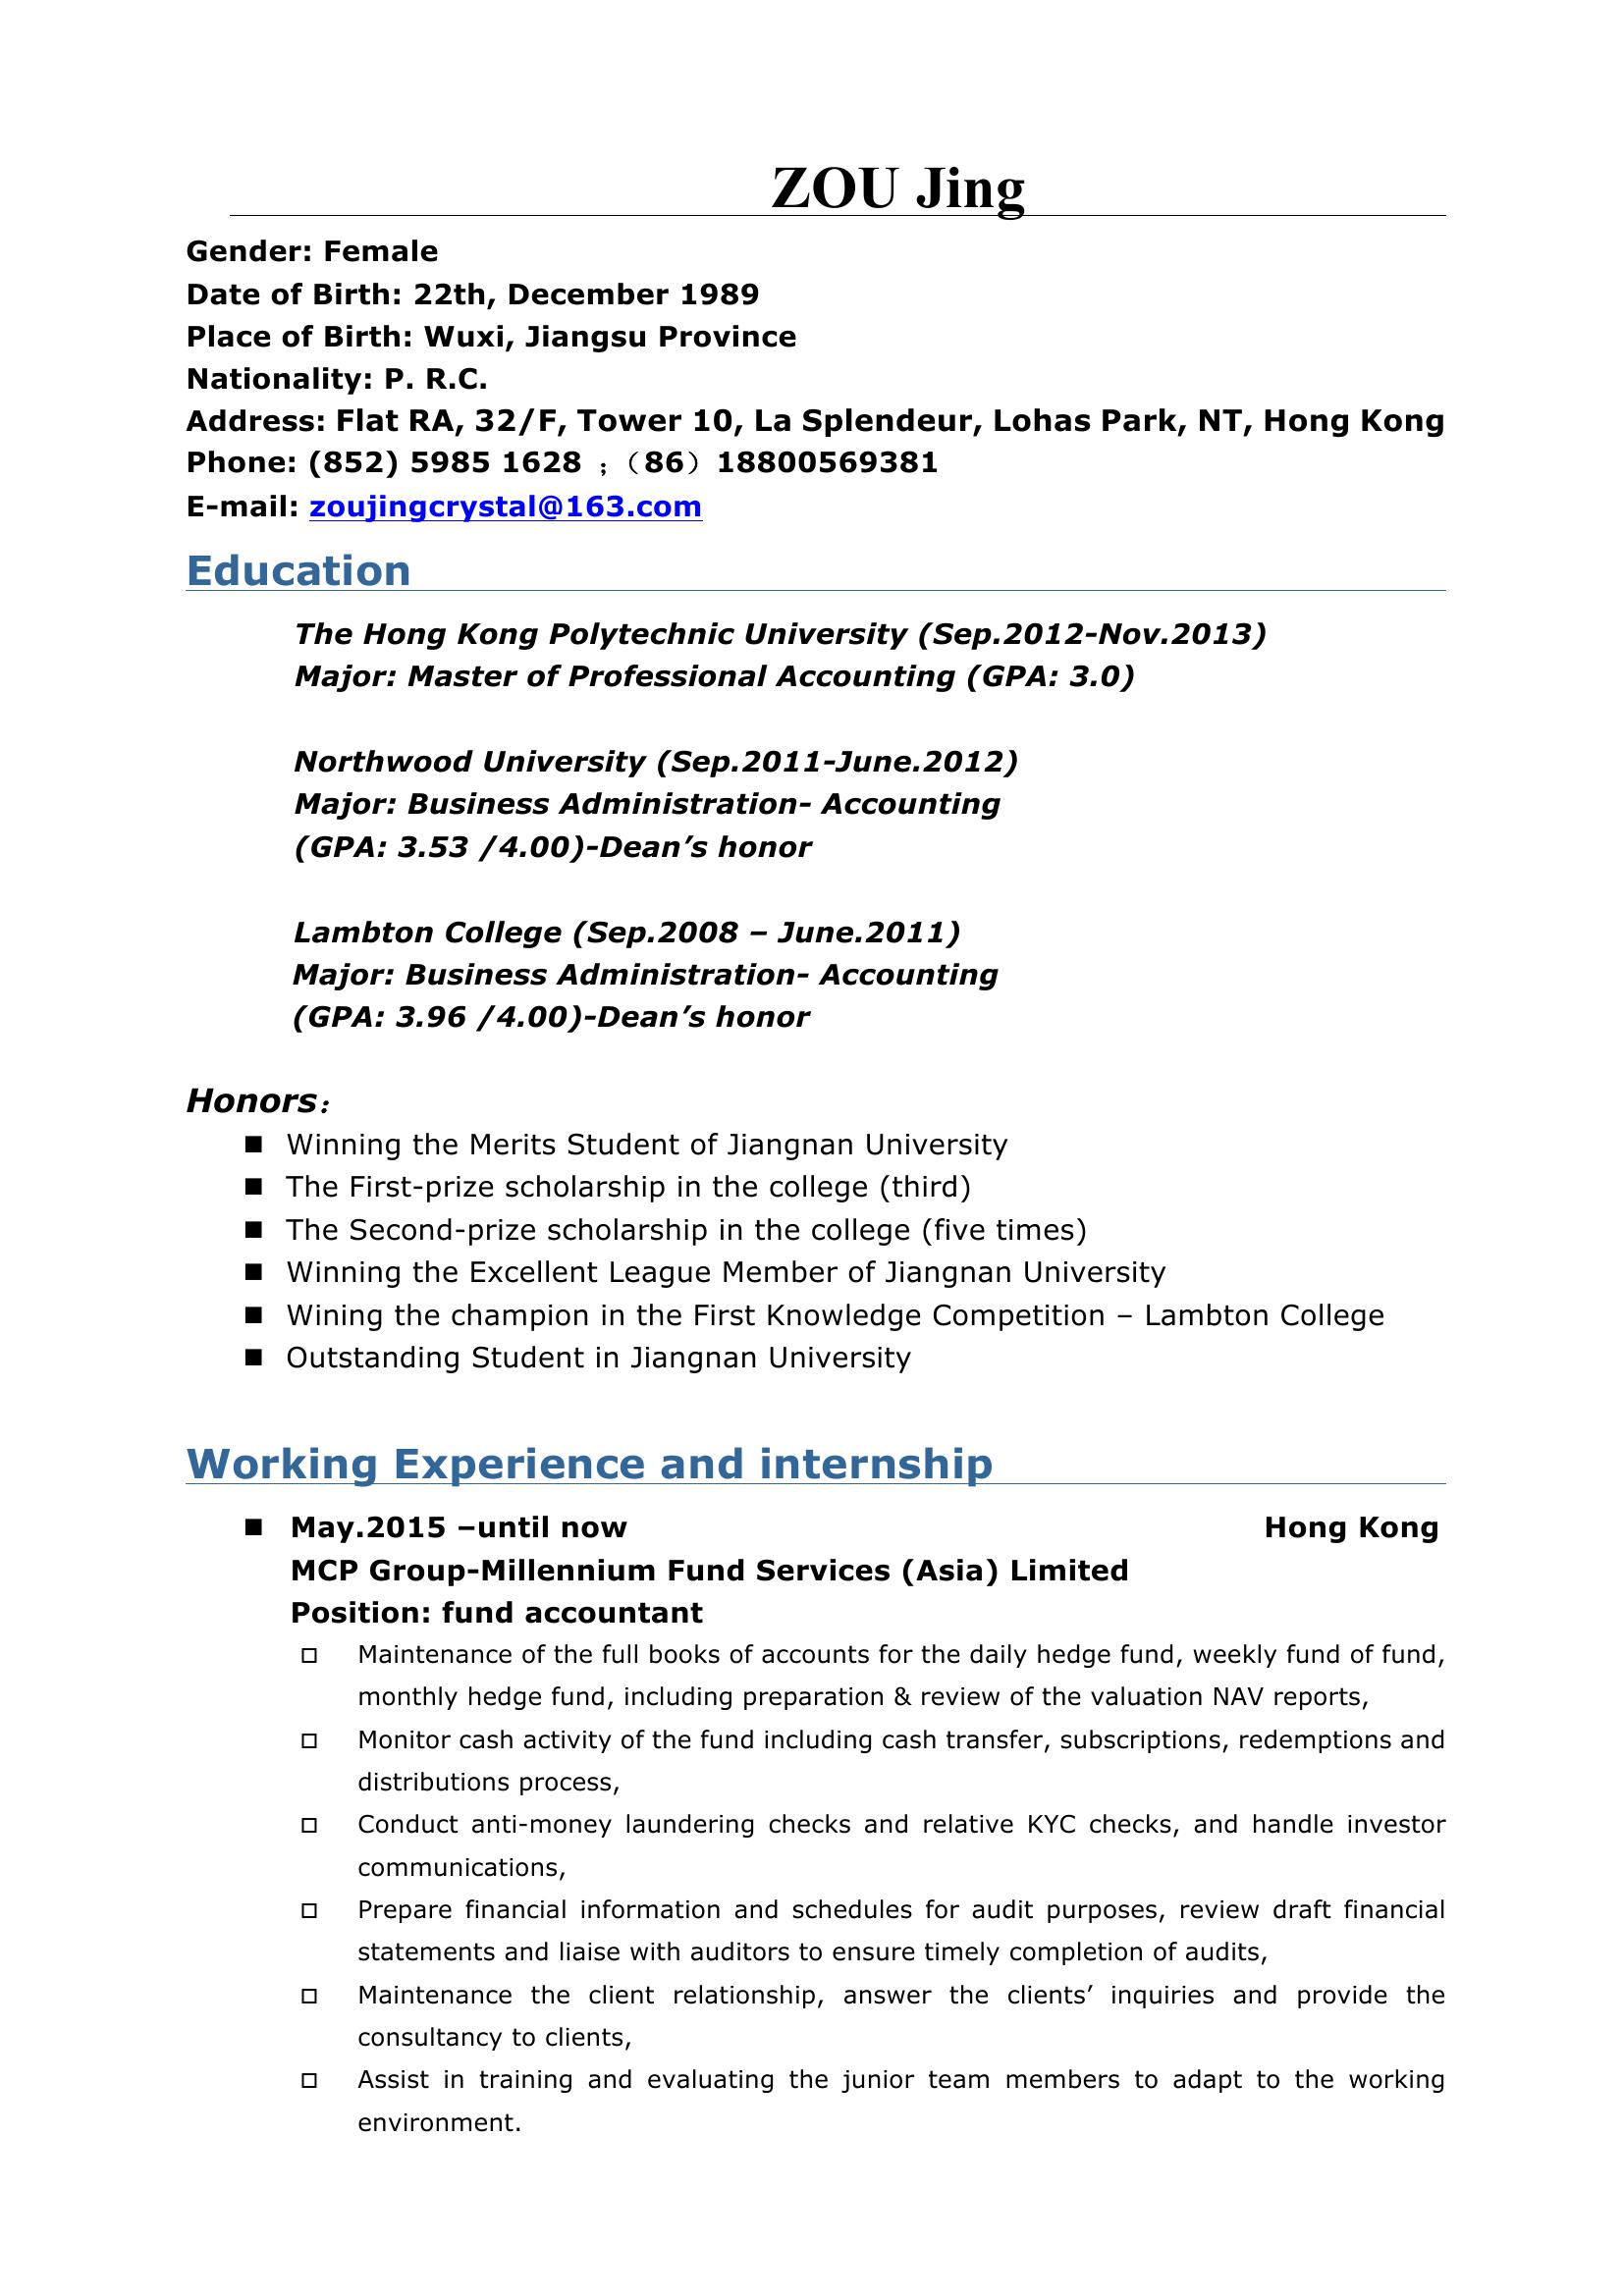 ZOU Jing
Gender: Female
Date of Birth: 22th, December 1989
Place of Birth: Wuxi, Jiangsu Province
Nationality: P. R.C.
Address: Flat RA, 32/F, Tower 10, La Splendeur, Lohas Park, NT, Hong Kong
Phone: (852) 5985 1628 ；（86）18800569381
E-mail: zoujingcrystal@163.com
Education
The Hong Kong Polytechnic University (Sep.2012-Nov.2013)
Major: Master of Professional Accounting (GPA: 3.0)
Northwood University (Sep.2011-June.2012)
Major: Business Administration- Accounting
(GPA: 3.53 /4.00)-Dean’s honor
Lambton College (Sep.2008 – June.2011)
Major: Business Administration- Accounting
(GPA: 3.96 /4.00)-Dean’s honor
Honors：
■ Winning the Merits Student of Jiangnan University
■ The First-prize scholarship in the college (third)
■ The Second-prize scholarship in the college (five times)
■ Winning the Excellent League Member of Jiangnan University
■ Wining the champion in the First Knowledge Competition – Lambton College
■ Outstanding Student in Jiangnan University
Working Experience and internship
■ May.2015 –until now Hong Kong
MCP Group-Millennium Fund Services (Asia) Limited
Position: fund accountant
□ Maintenance of the full books of accounts for the daily hedge fund, weekly fund of fund,
monthly hedge fund, including preparation & review of the valuation NAV reports,
□ Monitor cash activity of the fund including cash transfer, subscriptions, redemptions and
distributions process,
□ Conduct anti-money laundering checks and relative KYC checks, and handle investor
communications,
□ Prepare financial information and schedules for audit purposes, review draft financial
statements and liaise with auditors to ensure timely completion of audits,
□ Maintenance the client relationship, answer the clients’ inquiries and provide the
consultancy to clients,
□ Assist in training and evaluating the junior team members to adapt to the working
environment.